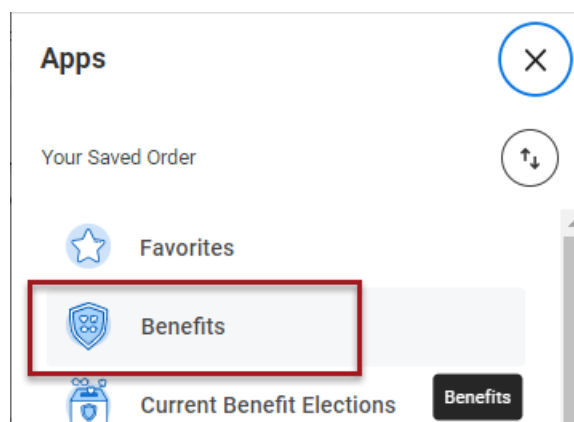 Apps
Your Saved Order
Favorites
Benefits
Current Benefit Elections
Benefits